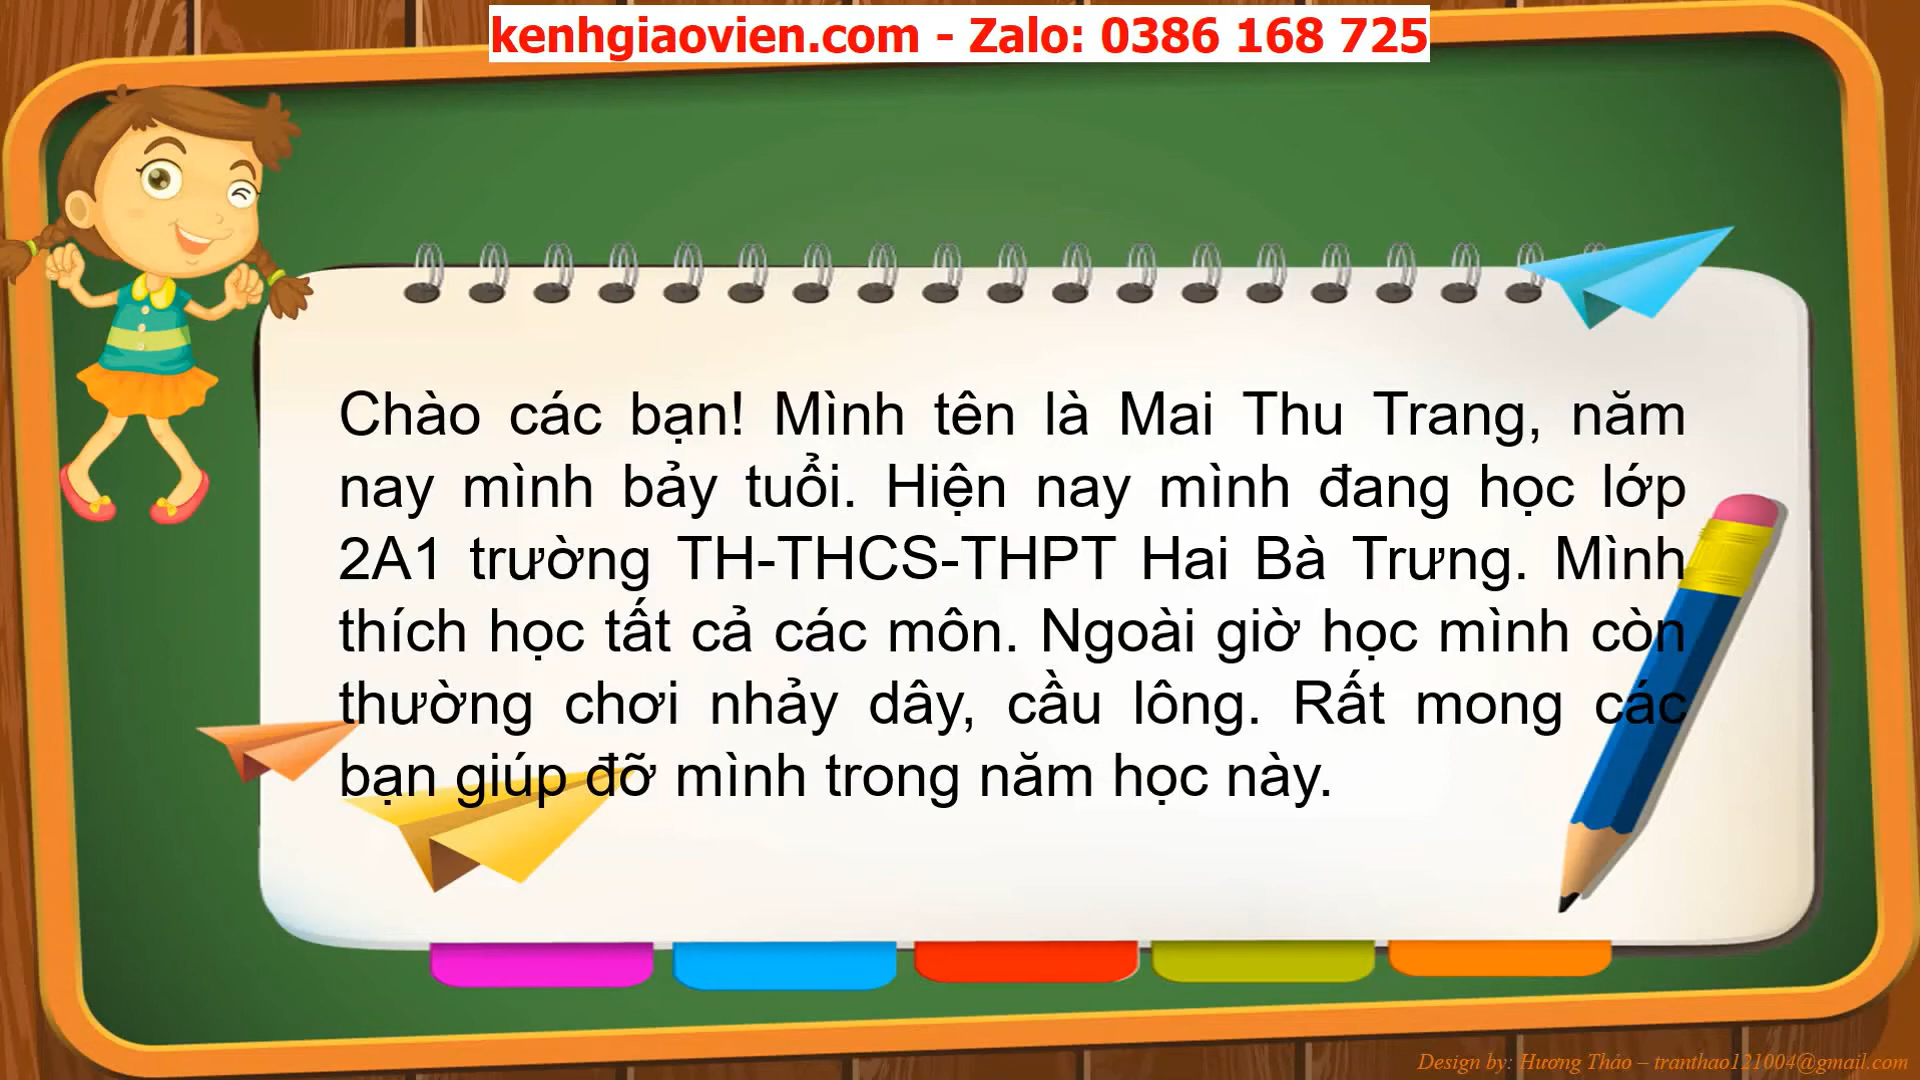 kenhgiaovien.com - Zalo: 0386 168 725
Chào các bạn! Mình tên là Mai Thu Trang, năm
nay mình bảy tuổi. Hiện nay mình đang học lớp
2A1 trường TH-THCS-THPT Hai Bà Trưng. Mình
thích học tất cả các môn. Ngoài giờ học mình còn
thường chơi nhảy dây, cầu lông. Rất mong các
bạn giúp đỡ mình trong năm học này.
Design by: Hương Thảo – tranthao121004@gmail.com